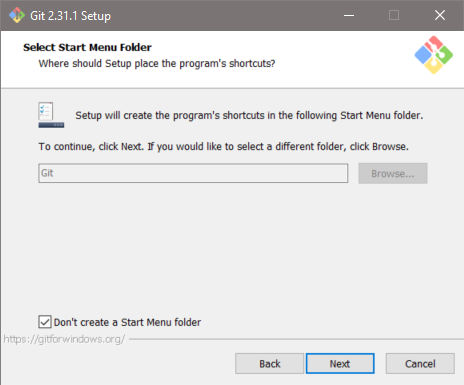 Git 2.31.1 Setup
Select Start Menu Folder
Where should Setup place the program's shortcuts?
Setup will create the program's shortcuts in the following Start Menu folder.
To continue, click Next. If you would like to select a different folder, click Browse.
Git
Browse...
Don't create a Start Menu folder
https://gitforwindows.org/
Back
Next
Cancel